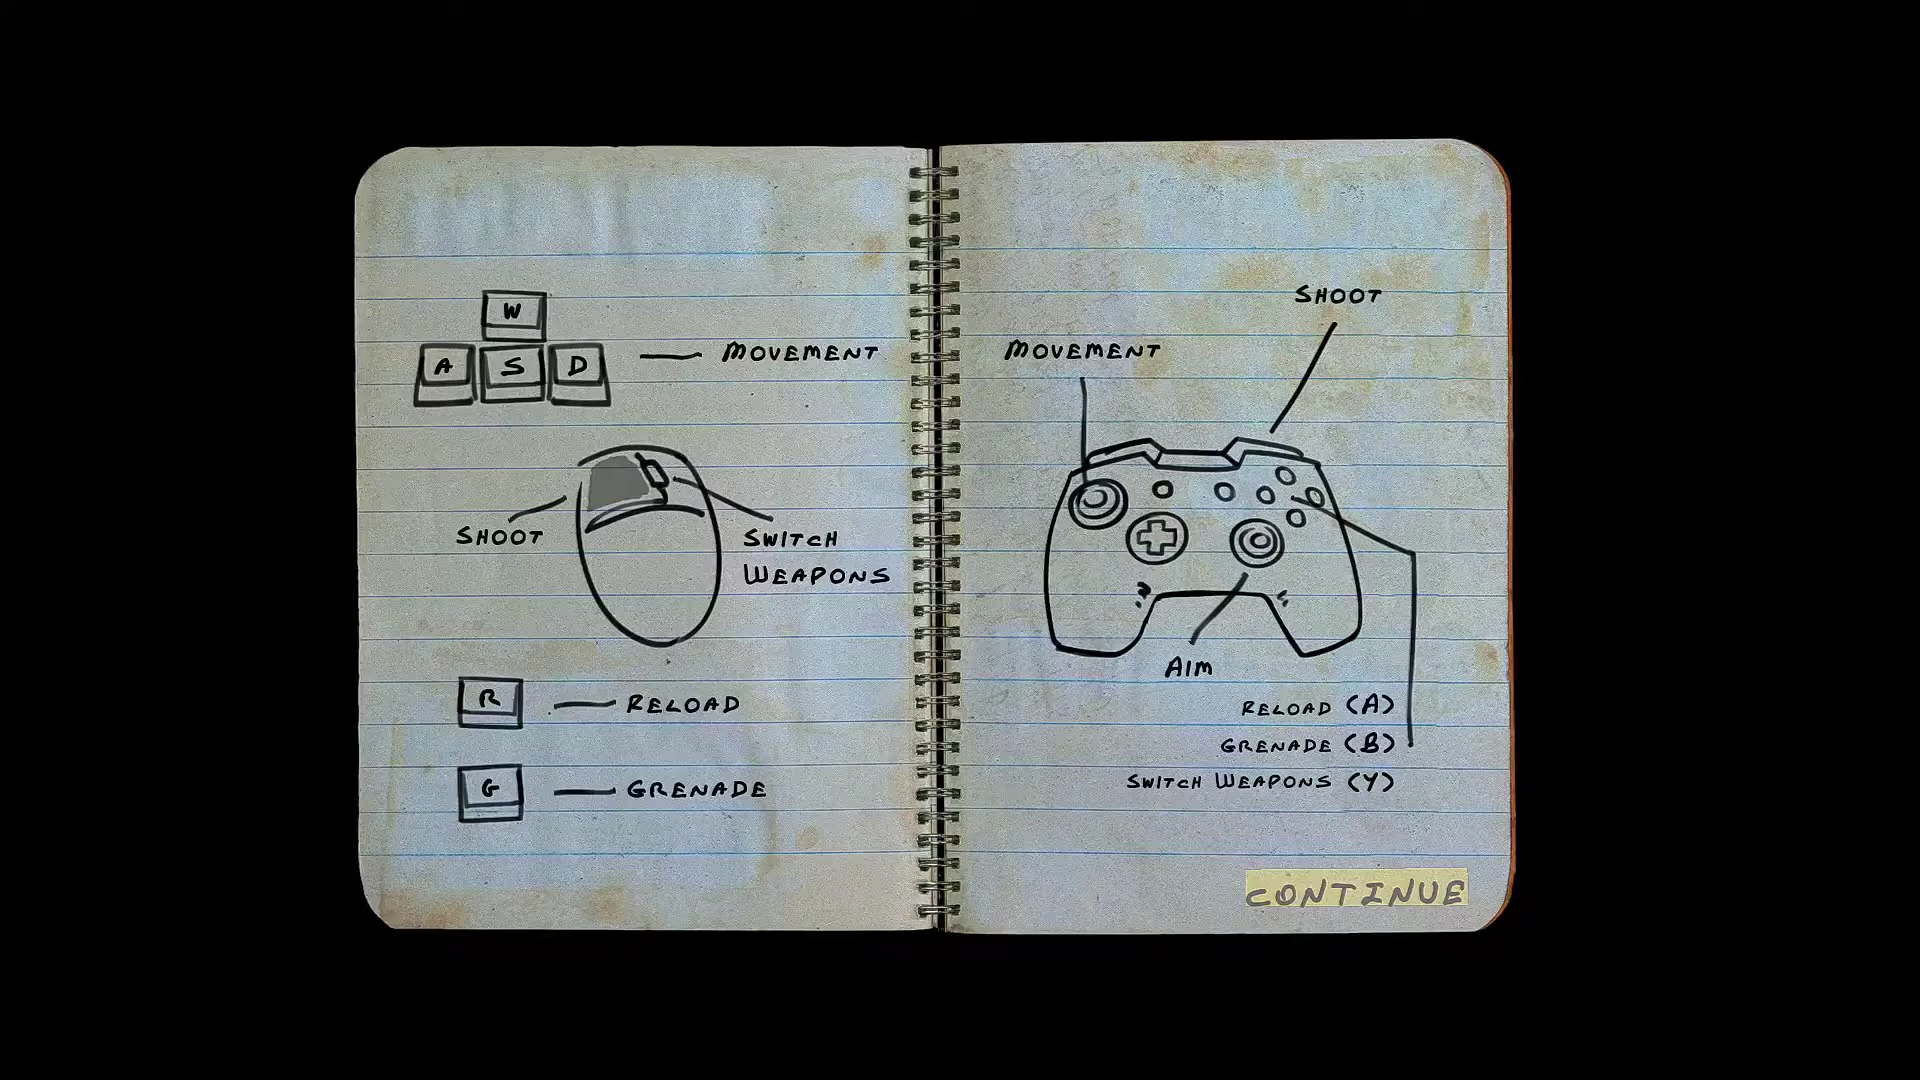 W
A S D — MOVEMENT
SHOOT
SWITCH
WEAPONS
R — RELOAD
G — GRENADE
SHOOT
MOVEMENT
AIM
RELOAD (A)
GRENADE (B)
SWITCH WEAPONS (Y)
CONTINUE